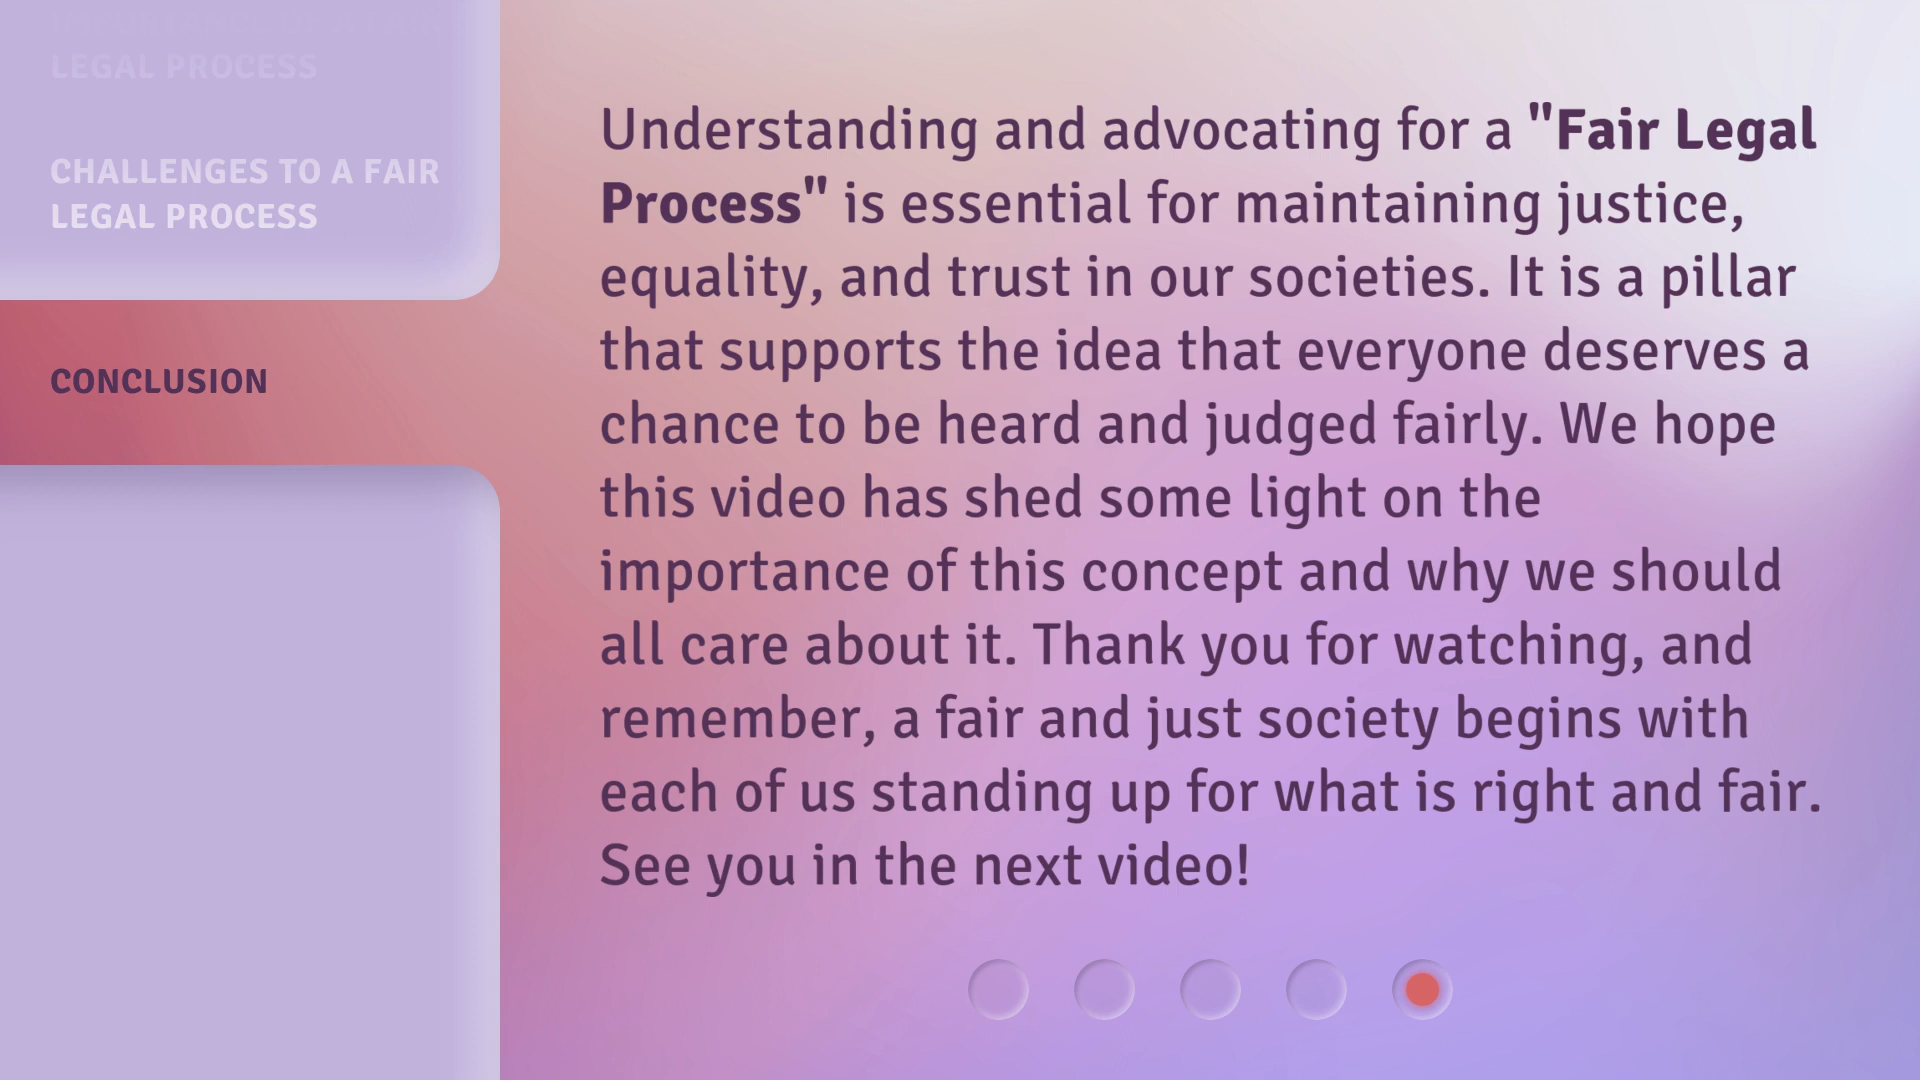 IMPORTANCE OF A FAIR
LEGAL PROCESS
CHALLENGES TO A FAIR
LEGAL PROCESS
CONCLUSION
Understanding and advocating for a "Fair Legal
Process" is essential for maintaining justice,
equality, and trust in our societies. It is a pillar
that supports the idea that everyone deserves a
chance to be heard and judged fairly. We hope
this video has shed some light on the
importance of this concept and why we should
all care about it. Thank you for watching, and
remember, a fair and just society begins with
each of us standing up for what is right and fair.
See you in the next video!